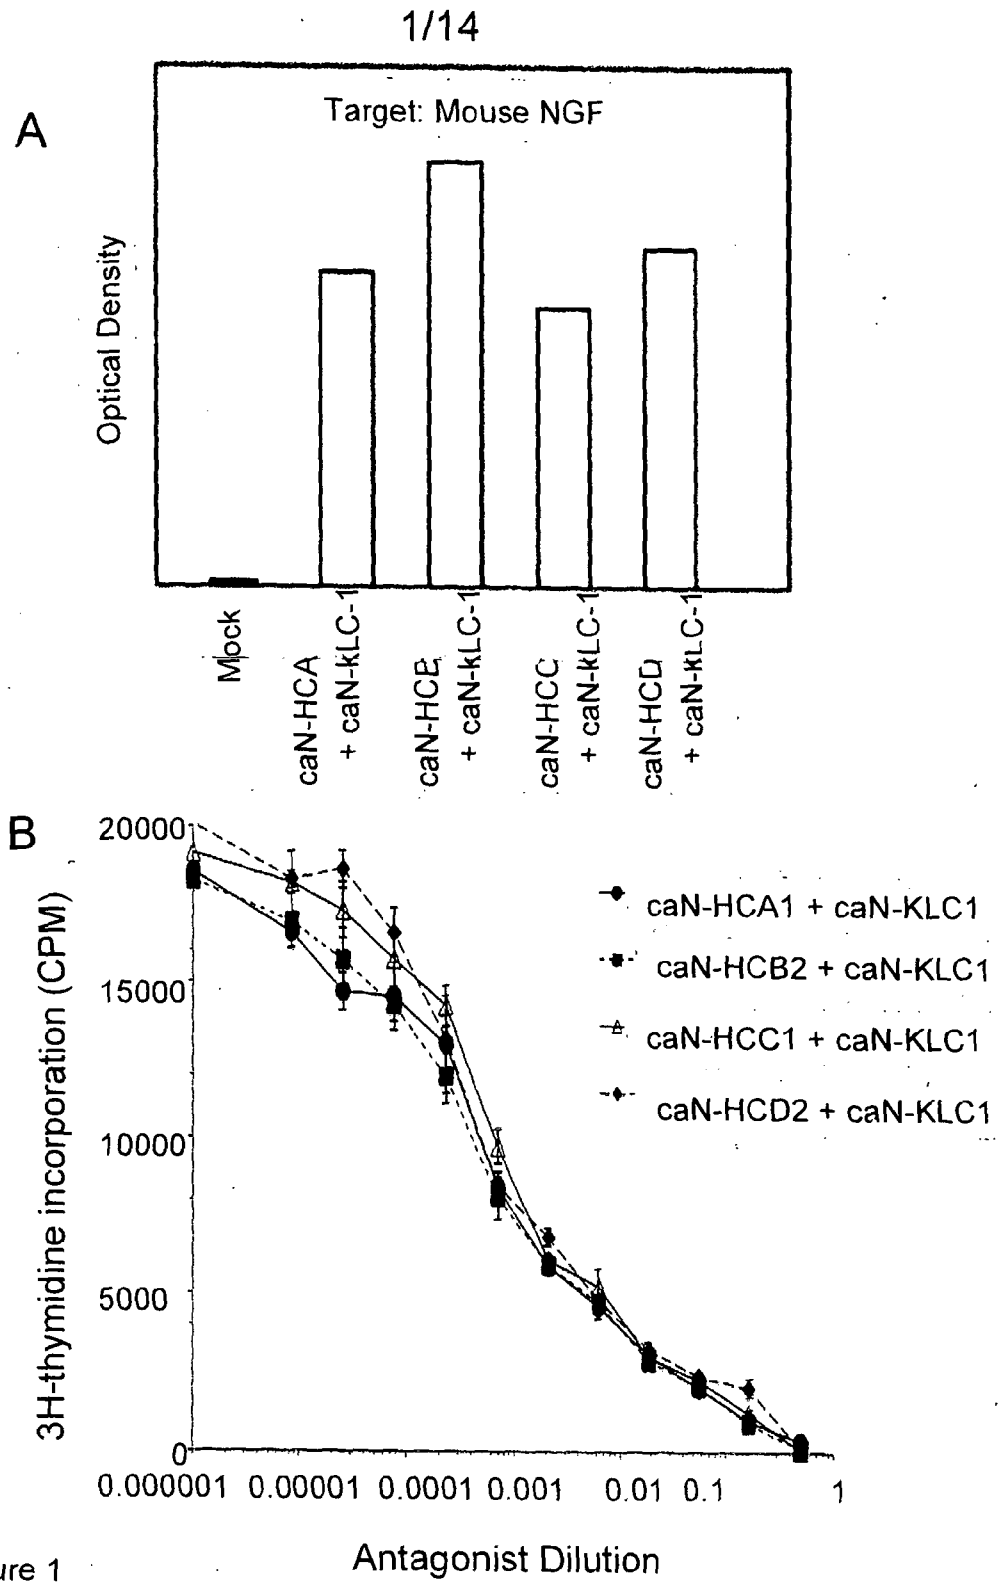 1/14
A
Target: Mouse NGF
Optical Density
Mock
caN-HCA
+ caN-kLC-1
caN-HCB
+ caN-kLC-1
caN-HCC
+ caN-kLC-1
caN-HCD
+ caN-kLC-1
B
3H-thymidine incorporation (CPM)
20000
15000
10000
5000
0
0.000001 0.00001 0.0001 0.001 0.01 0.1 1
Antagonist Dilution
caN-HCA1 + caN-KLC1
caN-HCB2 + caN-KLC1
caN-HCC1 + caN-KLC1
caN-HCD2 + caN-KLC1
ure 1